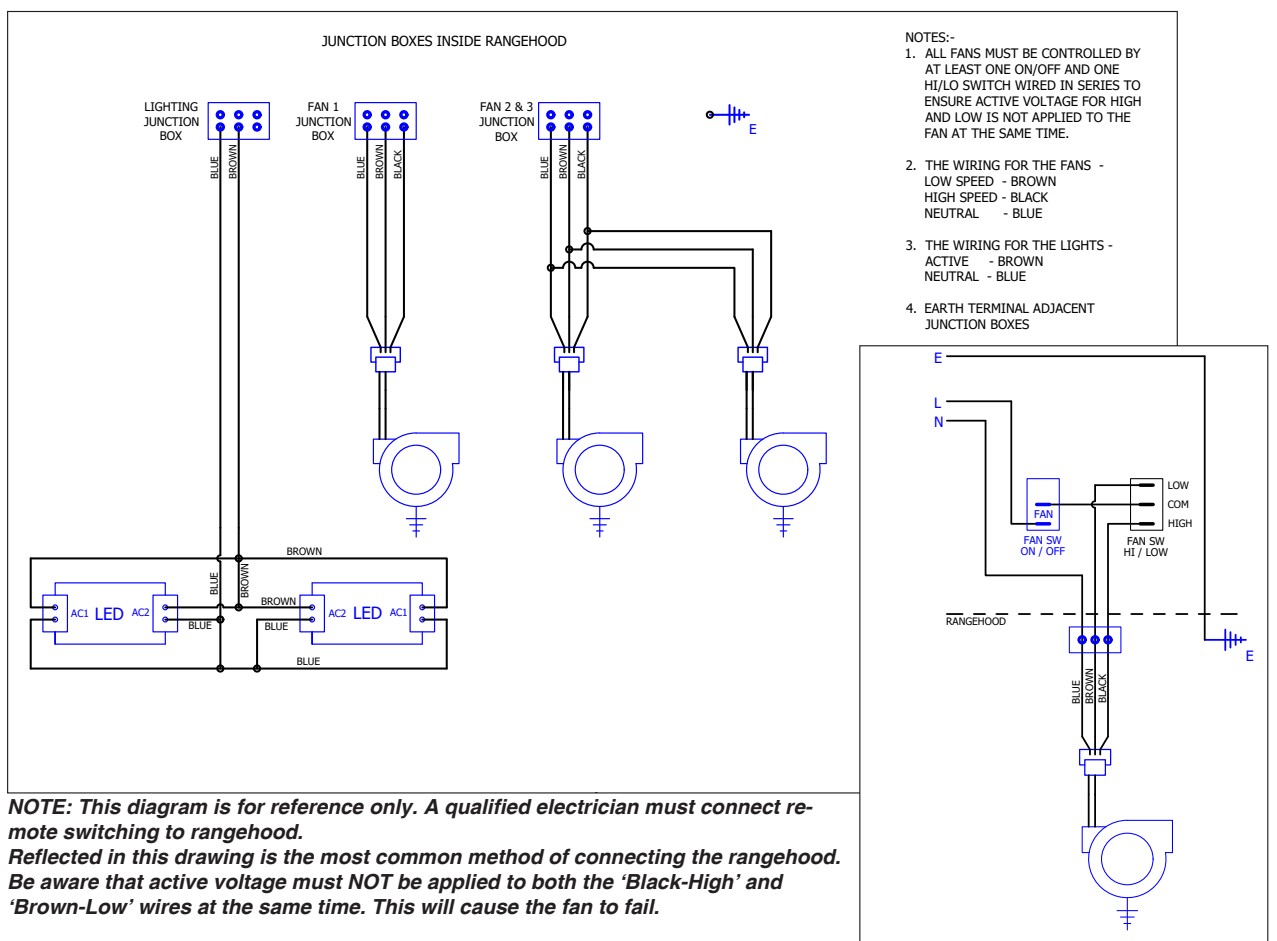 JUNCTION BOXES INSIDE RANGEHOOD
LIGHTING
JUNCTION
BOX
FAN 1
JUNCTION
BOX
FAN 2 & 3
JUNCTION
BOX
E
BLUE
BROWN
BLUE
BROWN
BLACK
BLUE
BROWN
BLACK
BROWN
BLUE
BROWN
AC1 LED AC2
BLUE
BROWN
BLUE
AC2 LED AC1
BLUE
NOTES:-
1. ALL FANS MUST BE CONTROLLED BY
AT LEAST ONE ON/OFF AND ONE
HI/LO SWITCH WIRED IN SERIES TO
ENSURE ACTIVE VOLTAGE FOR HIGH
AND LOW IS NOT APPLIED TO THE
FAN AT THE SAME TIME.
2. THE WIRING FOR THE FANS -
LOW SPEED - BROWN
HIGH SPEED - BLACK
NEUTRAL - BLUE
3. THE WIRING FOR THE LIGHTS -
ACTIVE - BROWN
NEUTRAL - BLUE
4. EARTH TERMINAL ADJACENT
JUNCTION BOXES
E
L
N
FAN
FAN SW
ON / OFF
LOW
COM
HIGH
FAN SW
HI / LOW
RANGEHOOD
E
BLUE
BROWN
BLACK
NOTE: This diagram is for reference only. A qualified electrician must connect re-
mote switching to rangehood.
Reflected in this drawing is the most common method of connecting the rangehood.
Be aware that active voltage must NOT be applied to both the ‘Black-High’ and
‘Brown-Low’ wires at the same time. This will cause the fan to fail.